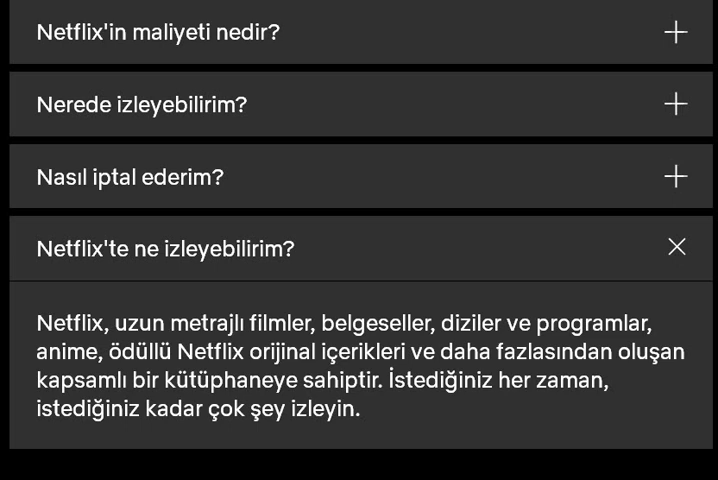 Netflix'in maliyeti nedir?
Nerede izleyebilirim?
Nasıl iptal ederim?
Netflix'te ne izleyebilirim?
Netflix, uzun metrajlı filmler, belgeseller, diziler ve programlar,
anime, ödüllü Netflix orijinal içerikleri ve daha fazlasından oluşan
kapsamlı bir kütüphaneye sahiptir. İstediğiniz her zaman,
istediğiniz kadar çok şey izleyin.